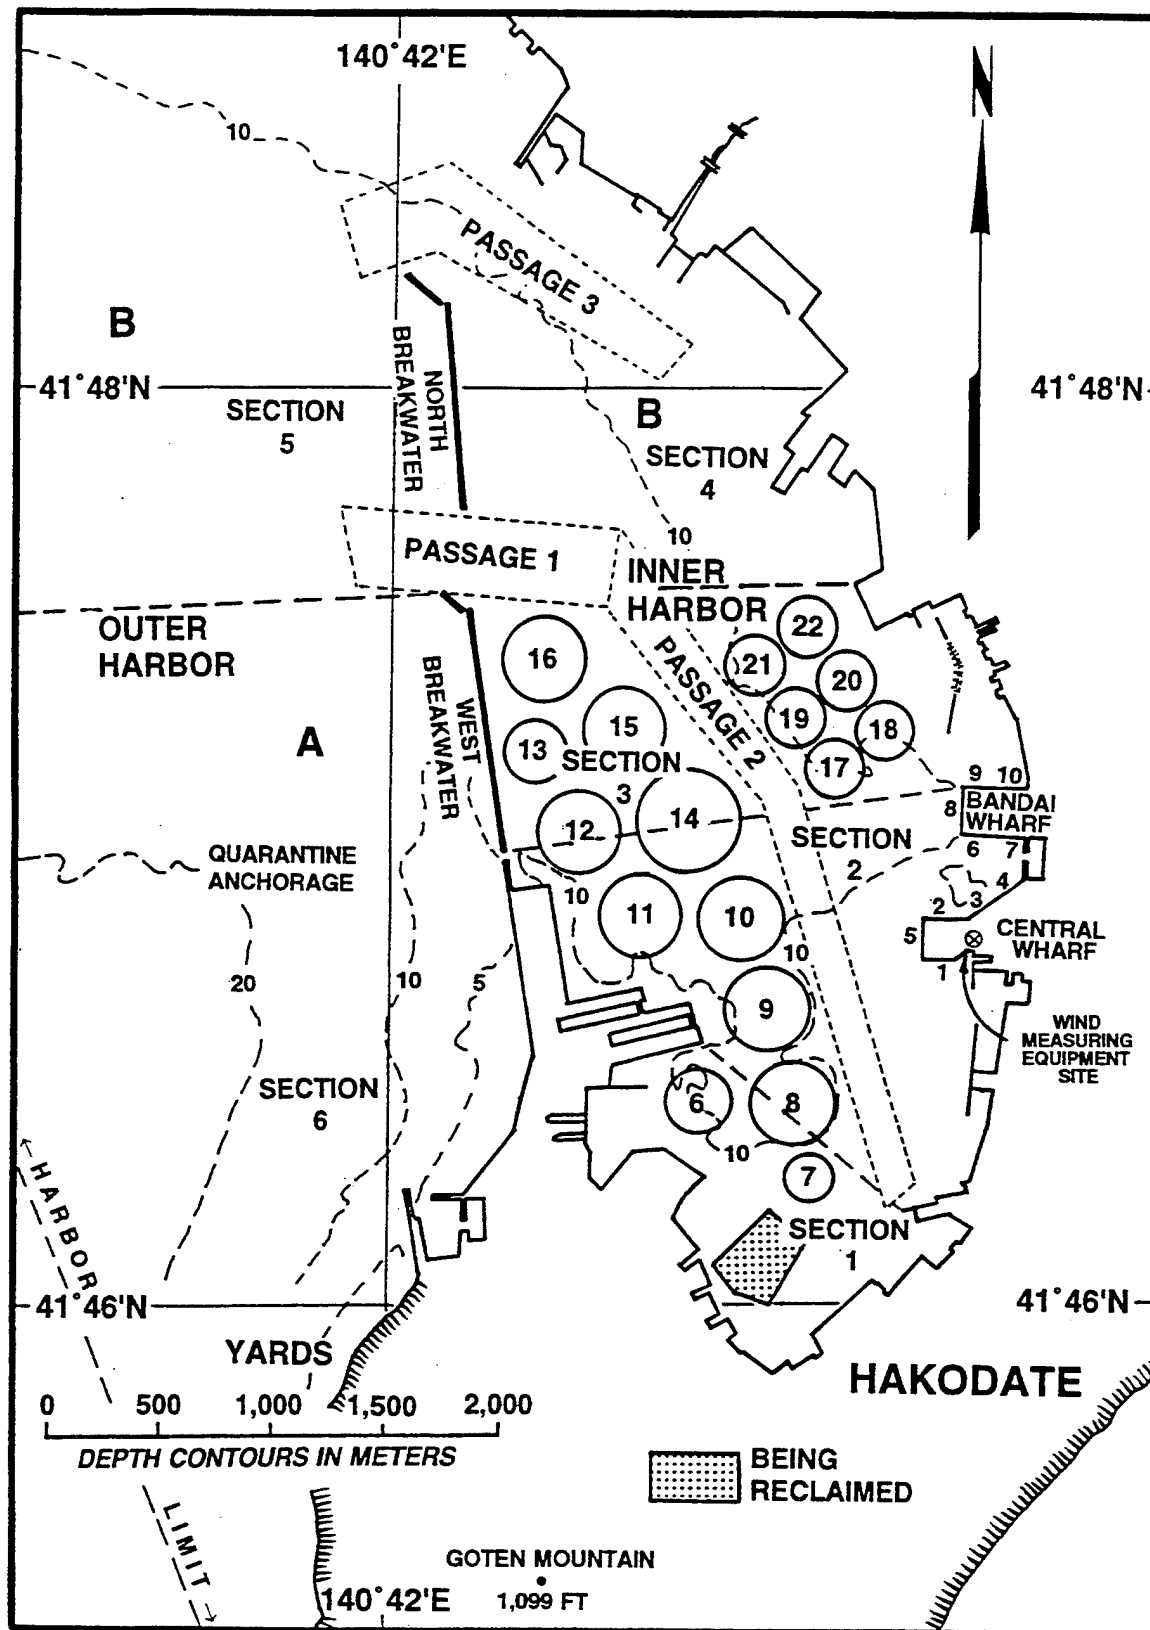 140°42'E
N
10
PASSAGE 3
B
41°48'N
41°48'N
NORTH
BREAKWATER
SECTION
5
B
SECTION
4
10
PASSAGE 1
INNER
HARBOR
OUTER
HARBOR
22
16
21
20
PASSAGE 2
WEST
BREAKWATER
19
18
15
A
13
SECTION
3
17
9 10
8
BANDAI
WHARF
14
12
SECTION
2
6 7
QUARANTINE
ANCHORAGE
4
3
2
10
11
10
5
CENTRAL
WHARF
1
10
20
10
5
9
WIND
MEASURING
EQUIPMENT
SITE
SECTION
6
6
8
10
7
←HARBOR
SECTION
1
41°46'N
41°46'N
YARDS
HAKODATE
0 500 1,000 1,500 2,000
DEPTH CONTOURS IN METERS
BEING
RECLAIMED
LIMIT→
GOTEN MOUNTAIN
1,099 FT
140°42'E